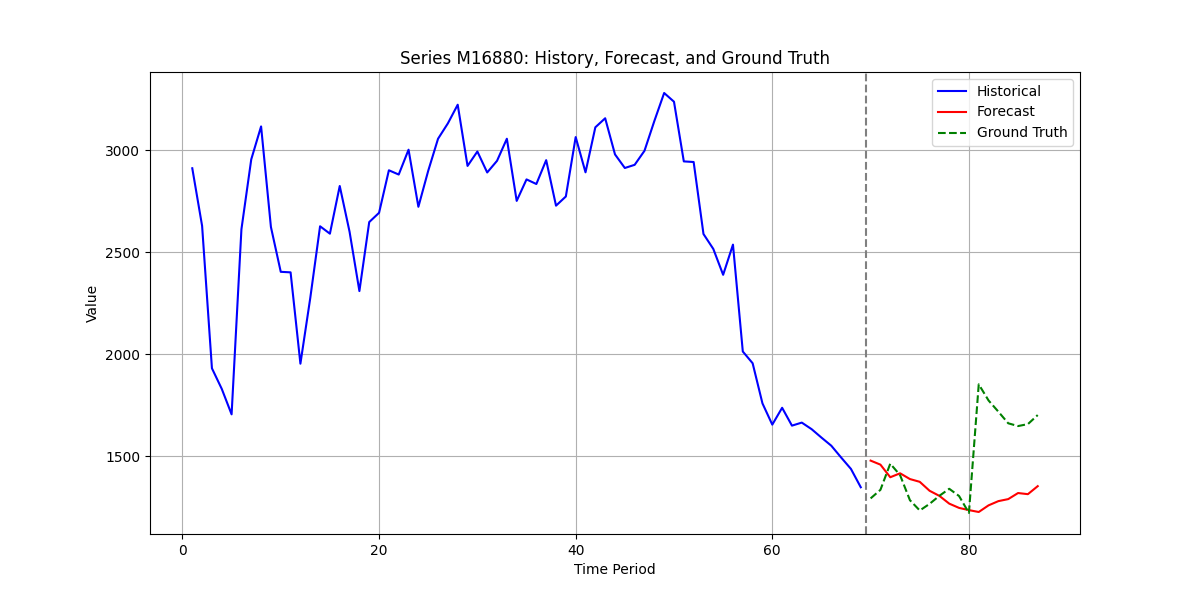 Series M16880: History, Forecast, and Ground Truth
Historical
Forecast
Ground Truth
3000
2500
2000
1500
Value
0 20 40 60 80
Time Period